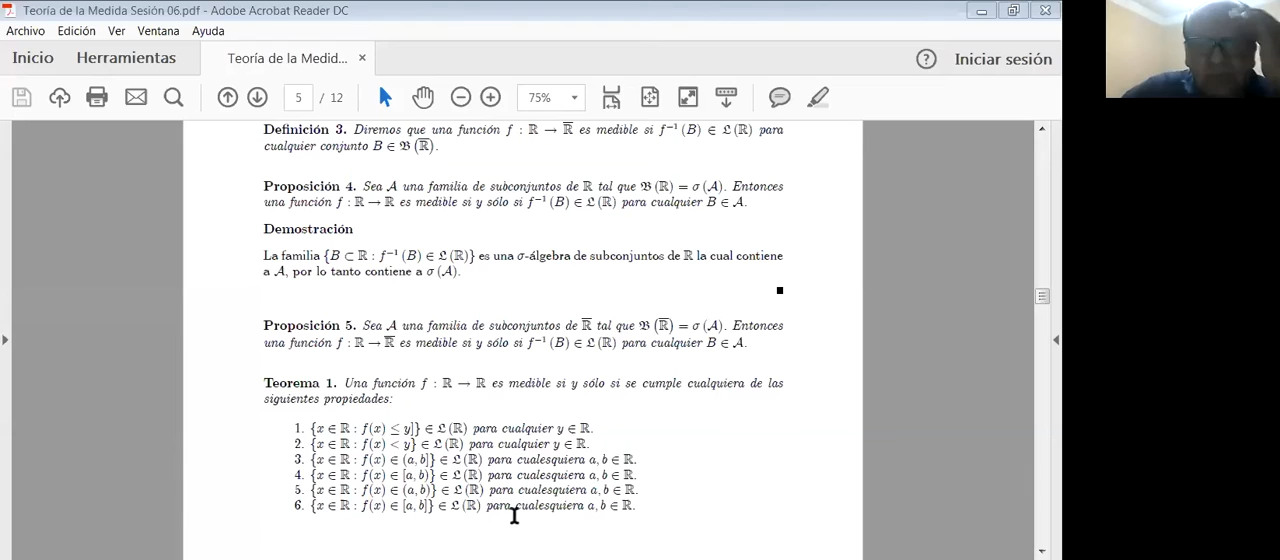 Teoría de la Medida Sesión 06.pdf - Adobe Acrobat Reader DC
Archivo Edición Ver Ventana Ayuda
Inicio Herramientas Teoría de la Medid... × Iniciar sesión
5 / 12 75%
Definición 3. Diremos que una función f : ℝ → ℝ̅ es medible si f⁻¹ (B) ∈ 𝔏 (ℝ) para
cualquier conjunto B ∈ 𝔅 (ℝ̅).
Proposición 4. Sea 𝒜 una familia de subconjuntos de ℝ tal que 𝔅 (ℝ) = σ (𝒜). Entonces
una función f : ℝ → ℝ es medible si y sólo si f⁻¹ (B) ∈ 𝔏 (ℝ) para cualquier B ∈ 𝒜.
Demostración
La familia {B ⊂ ℝ : f⁻¹ (B) ∈ 𝔏 (ℝ)} es una σ-álgebra de subconjuntos de ℝ la cual contiene
a 𝒜, por lo tanto contiene a σ (𝒜).
■
Proposición 5. Sea 𝒜 una familia de subconjuntos de ℝ̅ tal que 𝔅 (ℝ̅) = σ (𝒜). Entonces
una función f : ℝ → ℝ̅ es medible si y sólo si f⁻¹ (B) ∈ 𝔏 (ℝ) para cualquier B ∈ 𝒜.
Teorema 1. Una función f : ℝ → ℝ es medible si y sólo si se cumple cualquiera de las
siguientes propiedades:
1. {x ∈ ℝ : f(x) ≤ y]} ∈ 𝔏 (ℝ) para cualquier y ∈ ℝ.
2. {x ∈ ℝ : f(x) < y} ∈ 𝔏 (ℝ) para cualquier y ∈ ℝ.
3. {x ∈ ℝ : f(x) ∈ (a, b]} ∈ 𝔏 (ℝ) para cualesquiera a, b ∈ ℝ.
4. {x ∈ ℝ : f(x) ∈ [a, b)} ∈ 𝔏 (ℝ) para cualesquiera a, b ∈ ℝ.
5. {x ∈ ℝ : f(x) ∈ (a, b)} ∈ 𝔏 (ℝ) para cualesquiera a, b ∈ ℝ.
6. {x ∈ ℝ : f(x) ∈ [a, b]} ∈ 𝔏 (ℝ) para cualesquiera a, b ∈ ℝ.